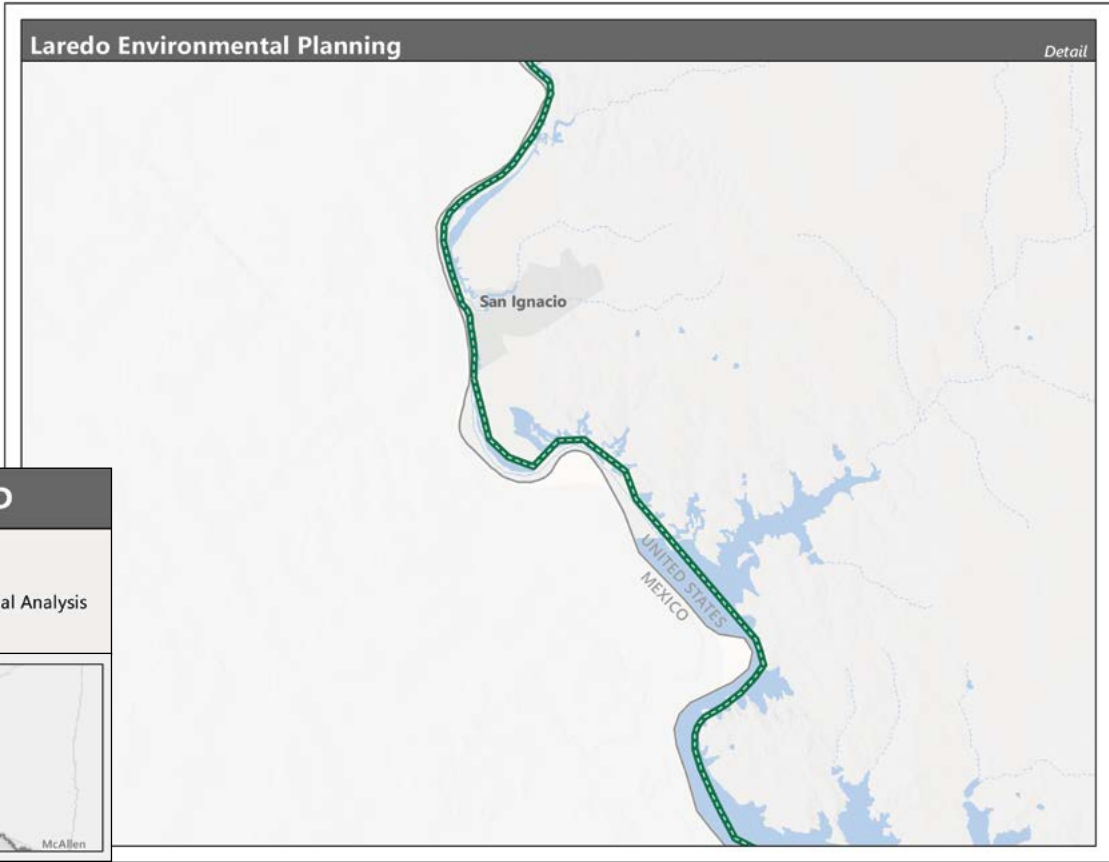 Laredo Environmental Planning
Detail
San Ignacio
UNITED STATES
MEXICO
al Analysis
McAllen